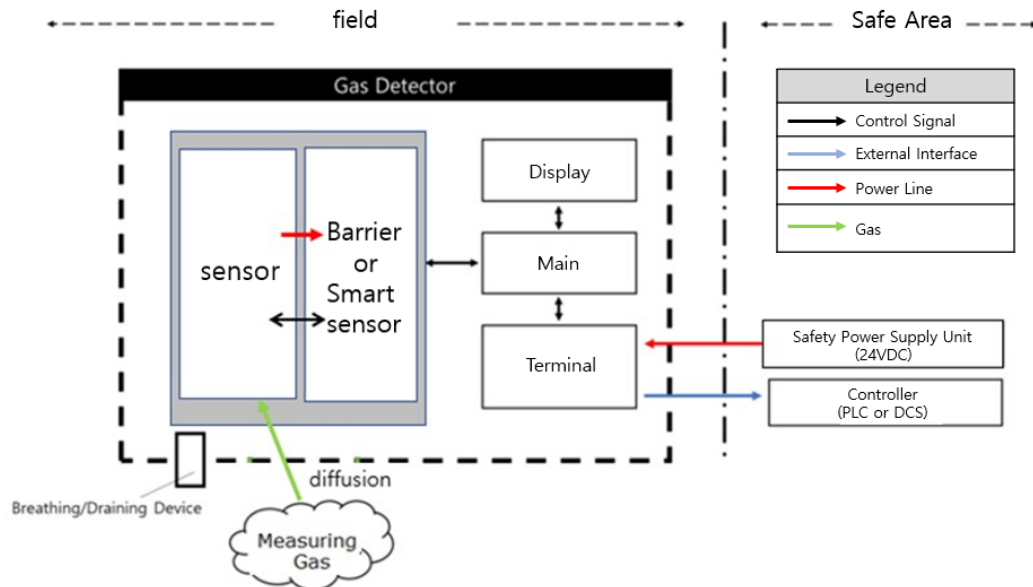 field
Safe Area
Gas Detector
Legend
Control Signal
External Interface
Power Line
Gas
sensor
Barrier
or
Smart
sensor
Display
Main
Terminal
Safety Power Supply Unit
(24VDC)
Controller
(PLC or DCS)
diffusion
Breathing/Draining Device
Measuring
Gas